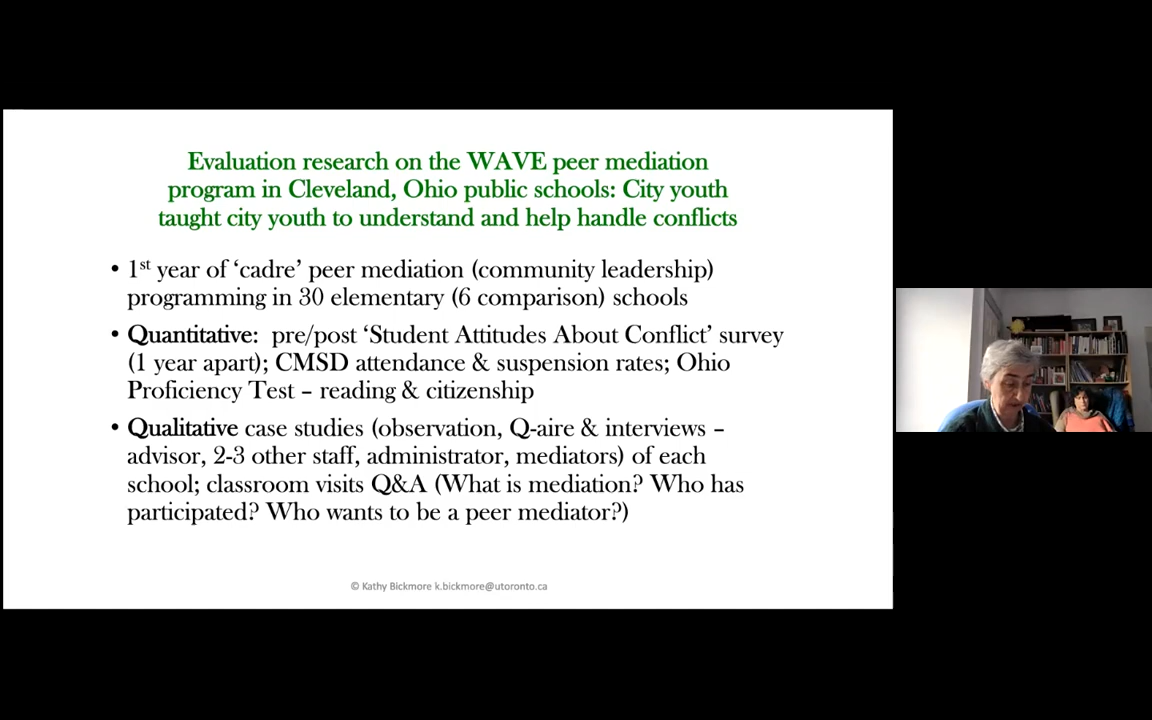 Evaluation research on the WAVE peer mediation
program in Cleveland, Ohio public schools: City youth
taught city youth to understand and help handle conflicts
• 1st year of ‘cadre’ peer mediation (community leadership)
programming in 30 elementary (6 comparison) schools
• Quantitative:  pre/post ‘Student Attitudes About Conflict’ survey
(1 year apart); CMSD attendance & suspension rates; Ohio
Proficiency Test – reading & citizenship
• Qualitative case studies (observation, Q-aire & interviews –
advisor, 2-3 other staff, administrator, mediators) of each
school; classroom visits Q&A (What is mediation? Who has
participated? Who wants to be a peer mediator?)
© Kathy Bickmore k.bickmore@utoronto.ca